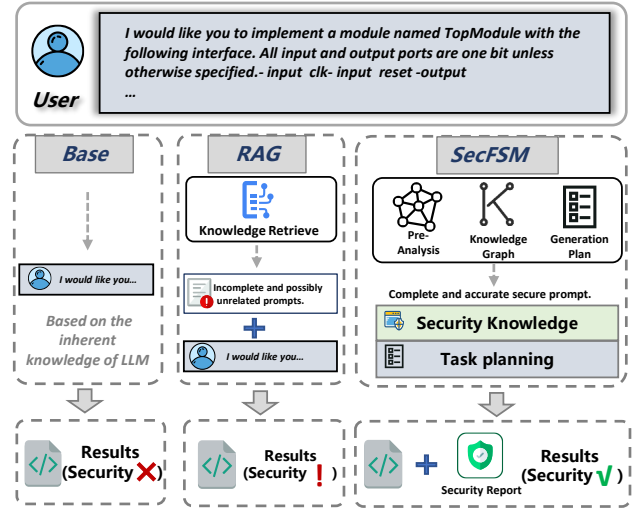 I would like you to implement a module named TopModule with the
following interface. All input and output ports are one bit unless
otherwise specified.- input clk- input reset -output
...
User
Base
RAG
SecFSM
Knowledge Retrieve
Pre-
Analysis
Knowledge
Graph
Generation
Plan
I would like you...
Based on the
inherent
knowledge of LLM
Incomplete and possibly
unrelated prompts.
I would like you...
Complete and accurate secure prompt.
Security Knowledge
Task planning
Results
(Security ✗)
Results
(Security !)
Security Report
Results
(Security √)